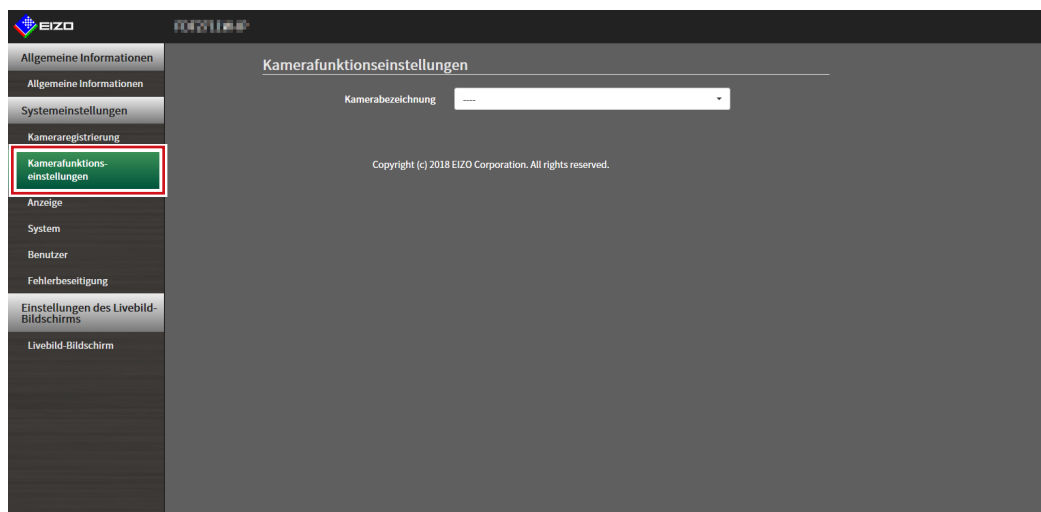 EIZO
Allgemeine Informationen
Allgemeine Informationen
Systemeinstellungen
Kameraregistrierung
Kamerafunktions-
einstellungen
Anzeige
System
Benutzer
Fehlerbeseitigung
Einstellungen des Livebild-
Bildschirms
Livebild-Bildschirm
Kamerafunktionseinstellungen
Kamerabezeichnung ----
Copyright (c) 2018 EIZO Corporation. All rights reserved.